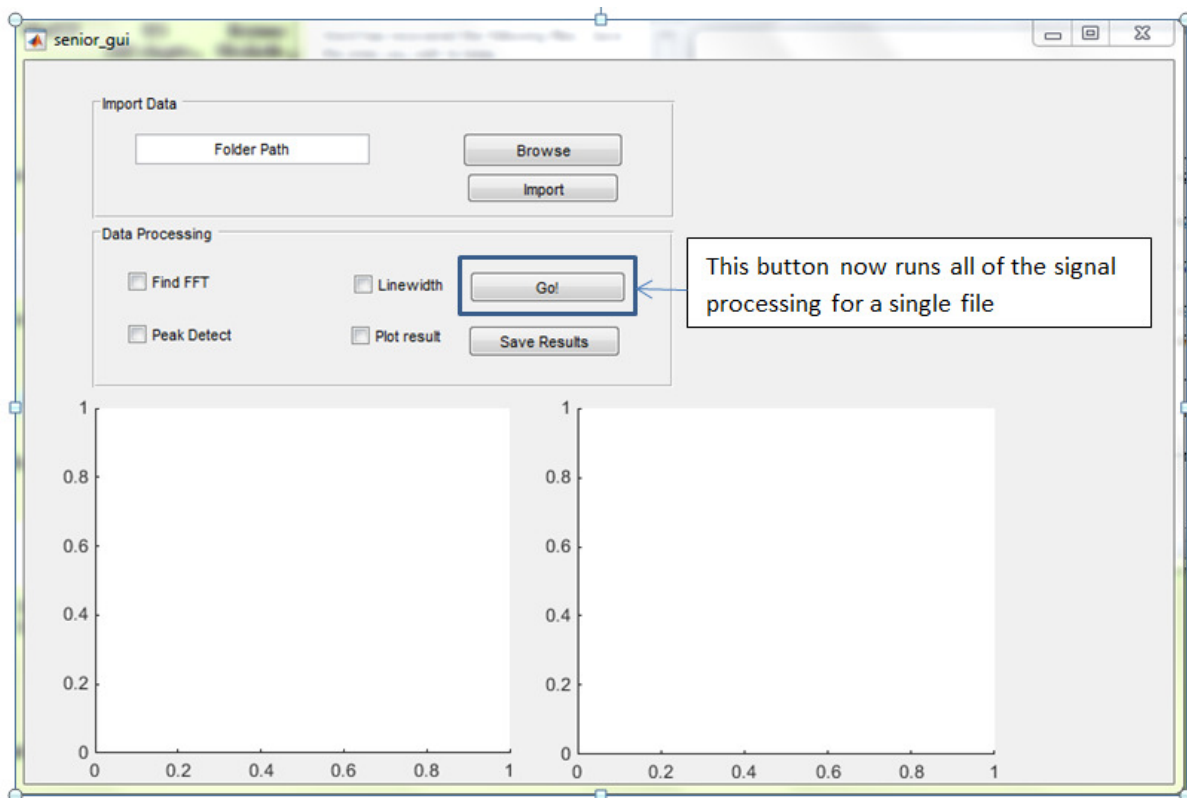 senior_gui
Import Data
Folder Path
Browse
Import
Data Processing
Find FFT
Linewidth
Go!
This button now runs all of the signal
processing for a single file
Peak Detect
Plot result
Save Results
1
0.8
0.6
0.4
0.2
0
0 0.2 0.4 0.6 0.8 1
1
0.8
0.6
0.4
0.2
0
0 0.2 0.4 0.6 0.8 1